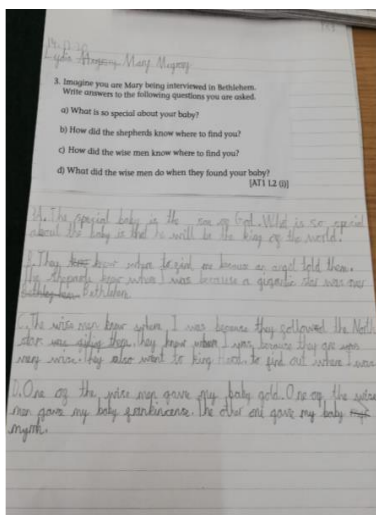 3. Imagine you are Mary being interviewed in Bethlehem.
Write answers to the following questions you are asked.
a) What is so special about your baby?
b) How did the shepherds know where to find you?
c) How did the wise men know where to find you?
d) What did the wise men do when they found your baby?
[AT1 L2 (i)]
A. The special baby is the son of God. What is so special
about the baby is that he will be the king of the world.
B. They know where to find me because an angel told them.
The shepherds knew where I was because a gigantic star was over
Bethlehem.
C. The wise men knew where I was because they followed the North
star was them. they knew where I was because they are
very wise. They also went to King to find out where I was
D. One of the wise men gave my baby gold. One of the wise
men gave my baby frankincense. The other one gave my baby
myrrh.